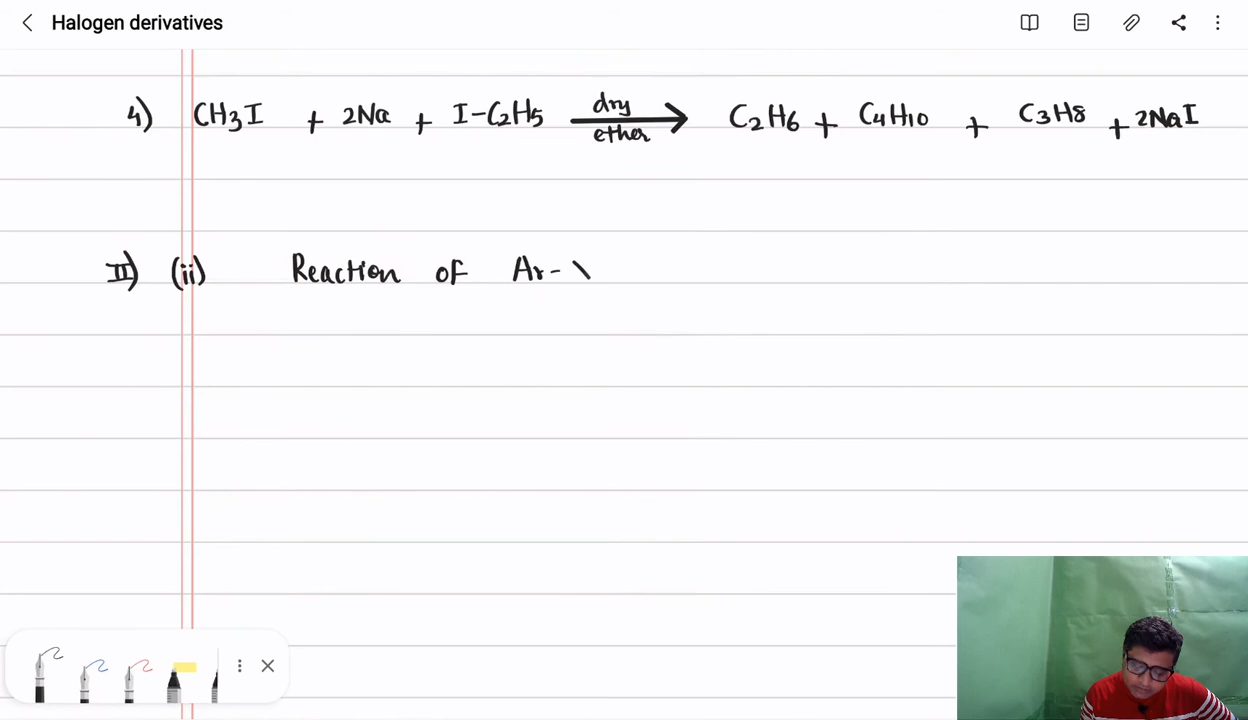 Halogen derivatives
4) CH3I + 2Na + I-C2H5 dry ether → C2H6 + C4H10 + C3H8 + 2NaI
II) (ii) Reaction of Ar-